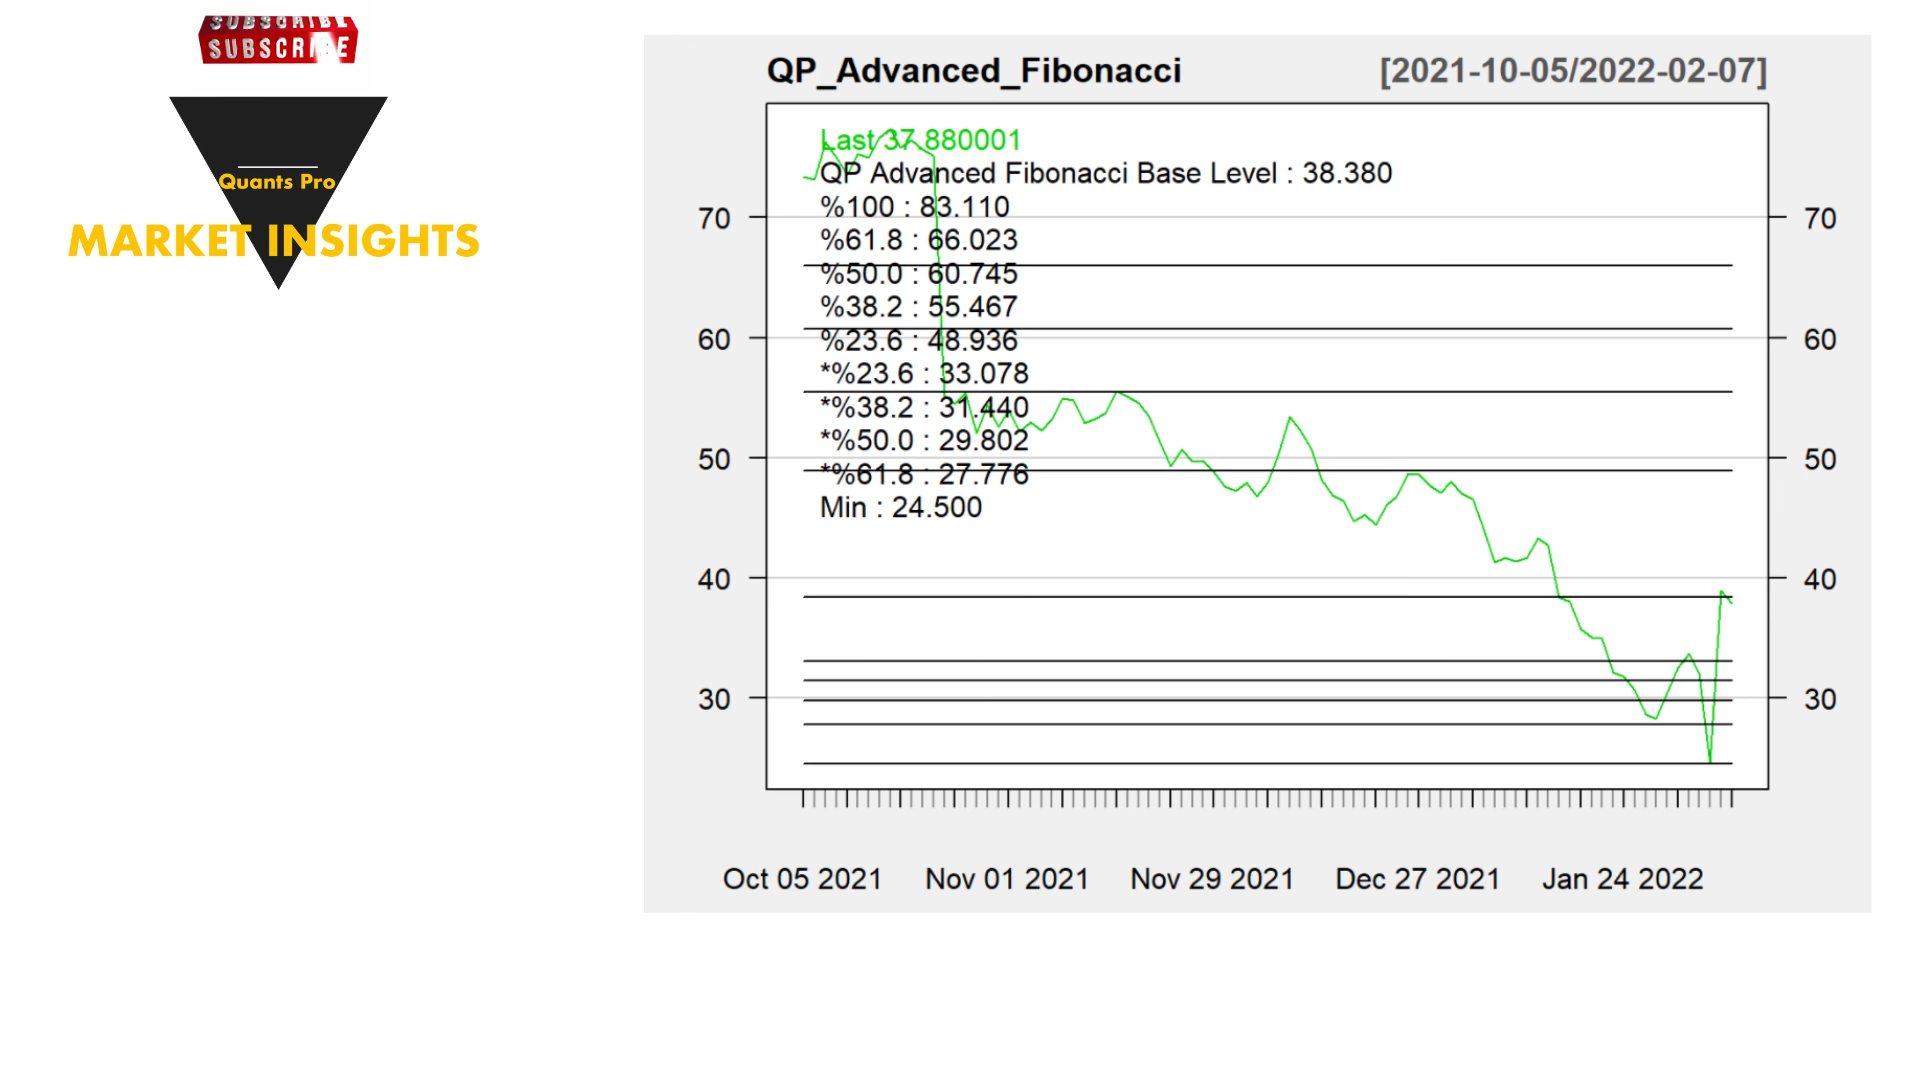 SUBSCRIBE
SUBSCRIBE
Quants Pro
MARKET INSIGHTS
QP_Advanced_Fibonacci [2021-10-05/2022-02-07]
Last 37.880001
QP Advanced Fibonacci Base Level : 38.380
%100 : 83.110
%61.8 : 66.023
%50.0 : 60.745
%38.2 : 55.467
%23.6 : 48.936
*%23.6 : 33.078
*%38.2 : 31.440
*%50.0 : 29.802
*%61.8 : 27.776
Min : 24.500
70 70
60 60
50 50
40 40
30 30
Oct 05 2021 Nov 01 2021 Nov 29 2021 Dec 27 2021 Jan 24 2022